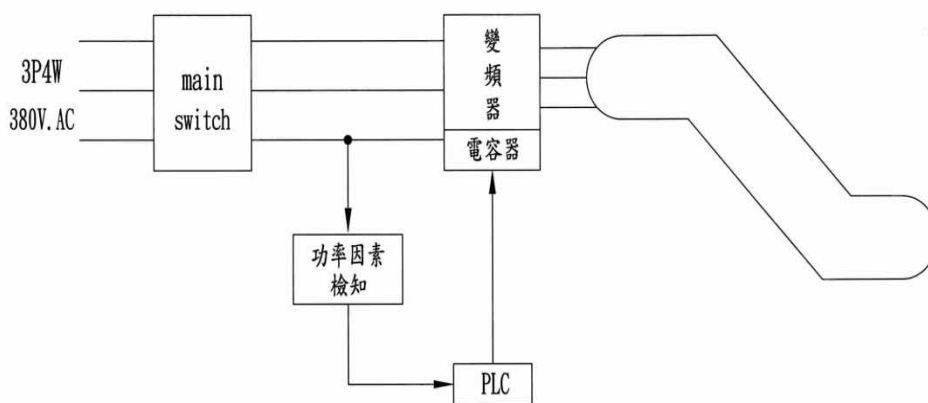 3P4W
380V.AC
main
switch
變
頻
器
電容器
功率因素
檢知
PLC